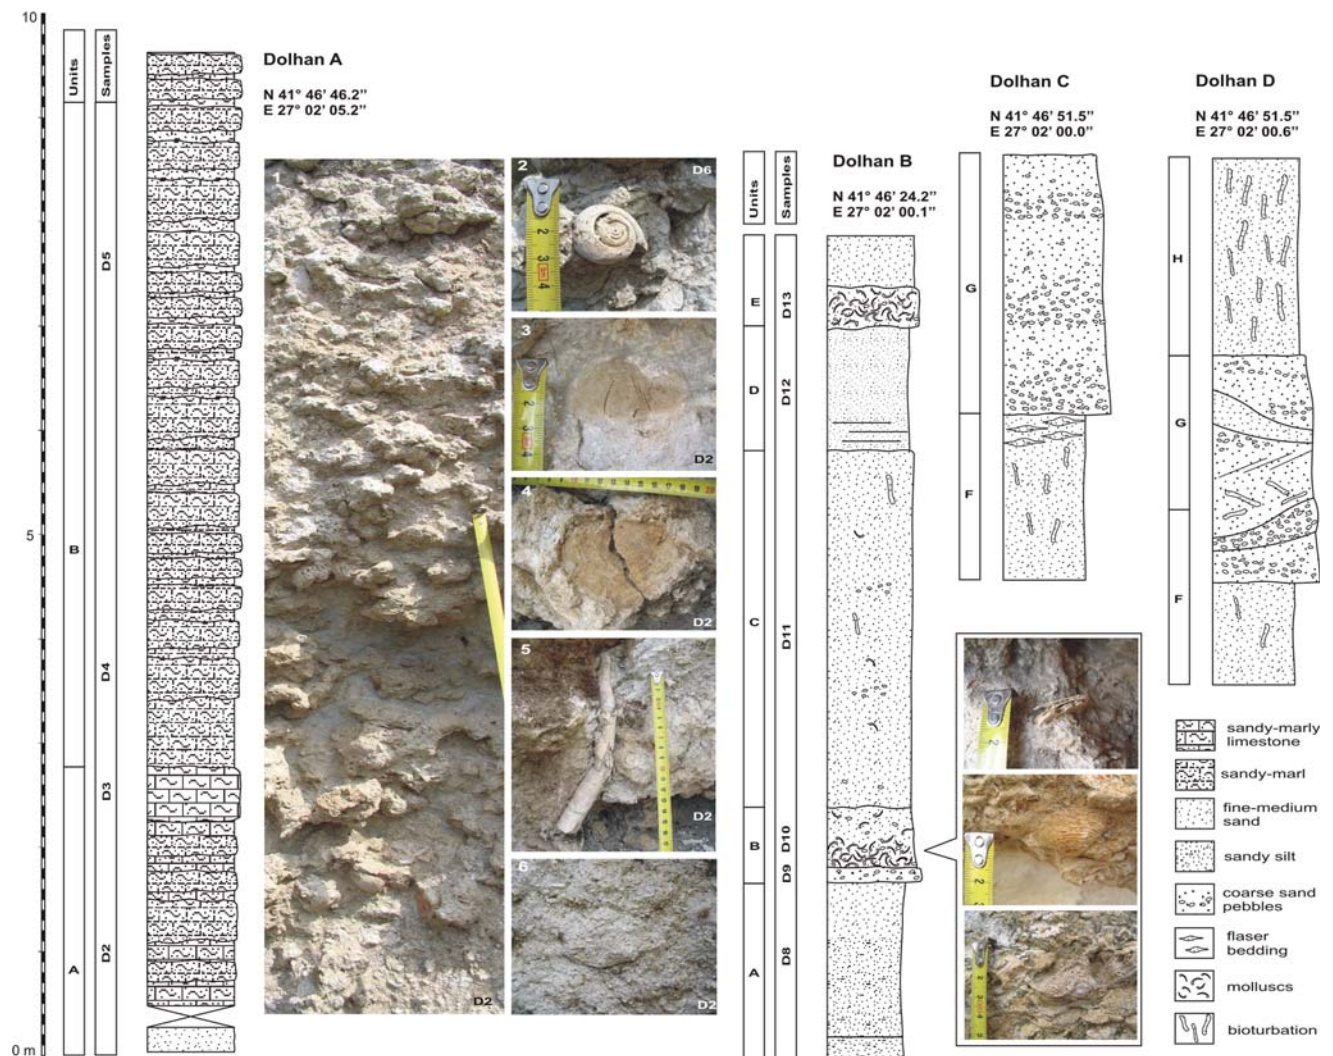 10
5
0 m
Units
Samples
B
A
D5
D4
D3
D2
Dolhan A
N 41° 46' 46.2"
E 27° 02' 05.2"
1
D2
2
D6
3
D2
4
D2
5
D2
6
D2
Units
Samples
E
D
C
B
A
D13
D12
D11
D10
D9
D8
Dolhan B
N 41° 46' 24.2"
E 27° 02' 00.1"
Dolhan C
N 41° 46' 51.5"
E 27° 02' 00.0"
G
F
Dolhan D
N 41° 46' 51.5"
E 27° 02' 00.6"
H
G
F
sandy-marly
limestone
sandy-marl
fine-medium
sand
sandy silt
coarse sand
pebbles
flaser
bedding
molluscs
bioturbation